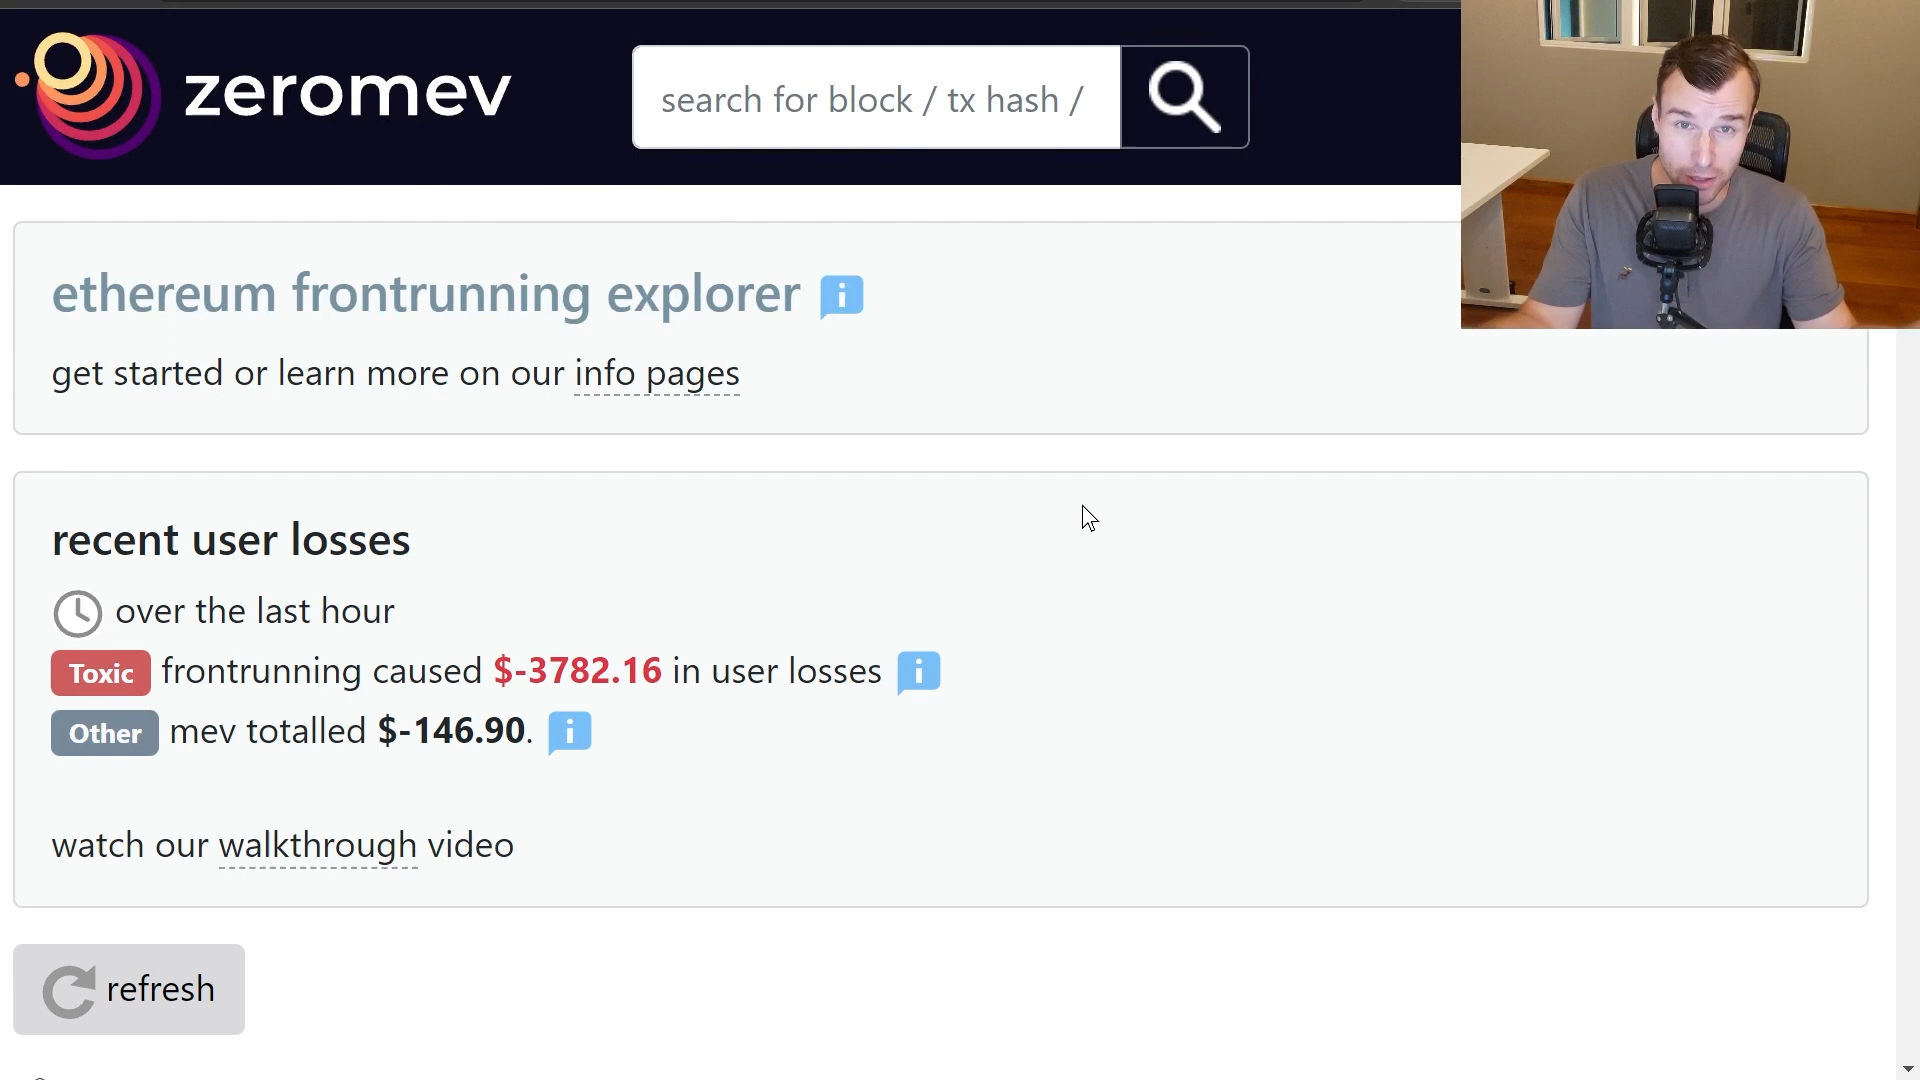 zeromev
search for block / tx hash /
ethereum frontrunning explorer
get started or learn more on our info pages
recent user losses
over the last hour
Toxic frontrunning caused $-3782.16 in user losses
Other mev totalled $-146.90.
watch our walkthrough video
refresh